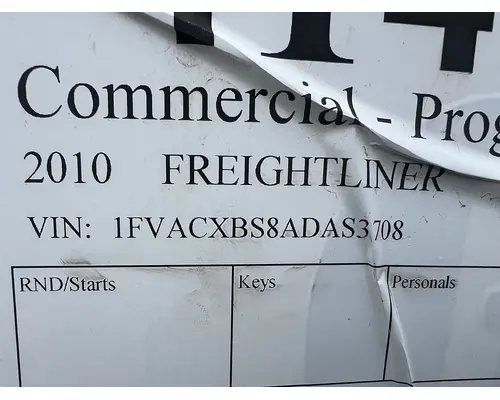 Commercial - Prog
2010 FREIGHTLINER
VIN: 1FVACXBS8ADAS3708
RND/Starts Keys Personals